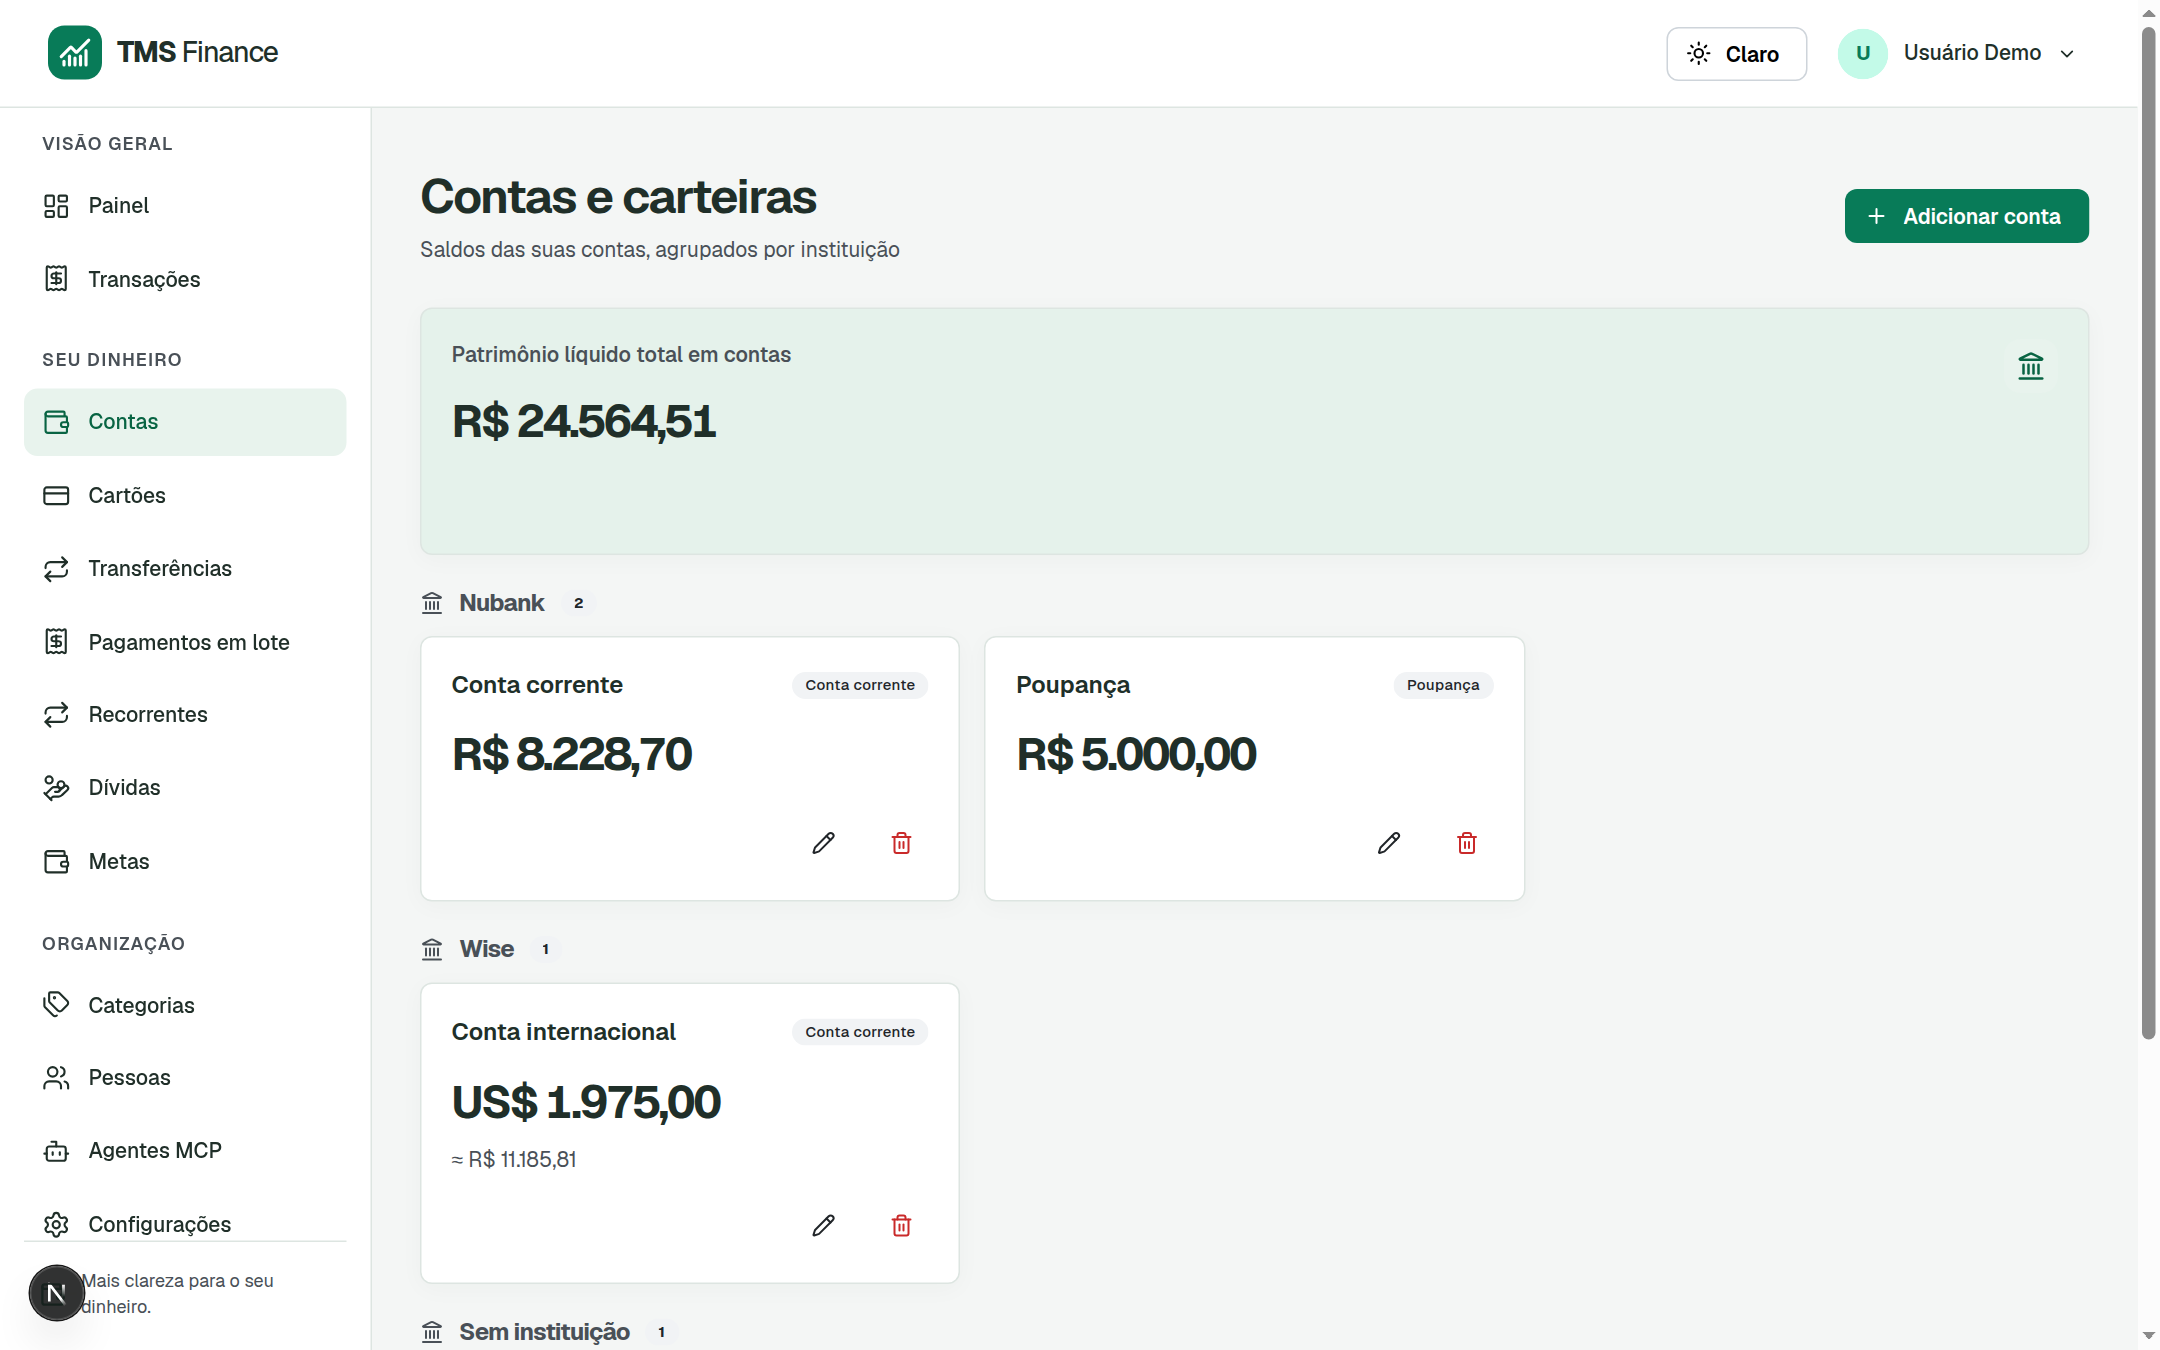 TMS Finance
Claro
U
Usuário Demo
VISÃO GERAL
Painel
Transações
SEU DINHEIRO
Contas
Cartões
Transferências
Pagamentos em lote
Recorrentes
Dívidas
Metas
ORGANIZAÇÃO
Categorias
Pessoas
Agentes MCP
Configurações
N
Mais clareza para o seu
dinheiro.
Contas e carteiras
Saldos das suas contas, agrupados por instituição
Adicionar conta
Patrimônio líquido total em contas
R$ 24.564,51
Nubank 2
Conta corrente
Conta corrente
R$ 8.228,70
Poupança
Poupança
R$ 5.000,00
Wise 1
Conta internacional
Conta corrente
US$ 1.975,00
≈ R$ 11.185,81
Sem instituição 1